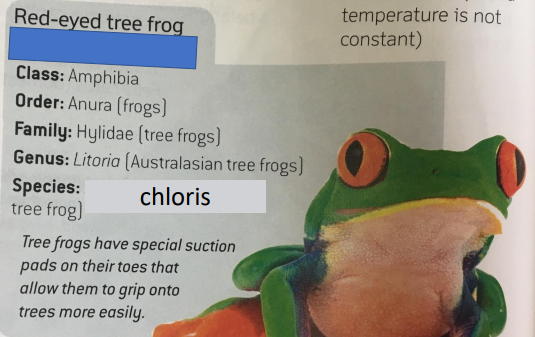 Red-eyed tree frog
temperature is not
constant)
Class: Amphibia
Order: Anura (frogs)
Family: Hylidae (tree frogs)
Genus: Litoria (Australasian tree frogs)
Species: chloris
tree frog)
Tree frogs have special suction
pads on their toes that
allow them to grip onto
trees more easily.